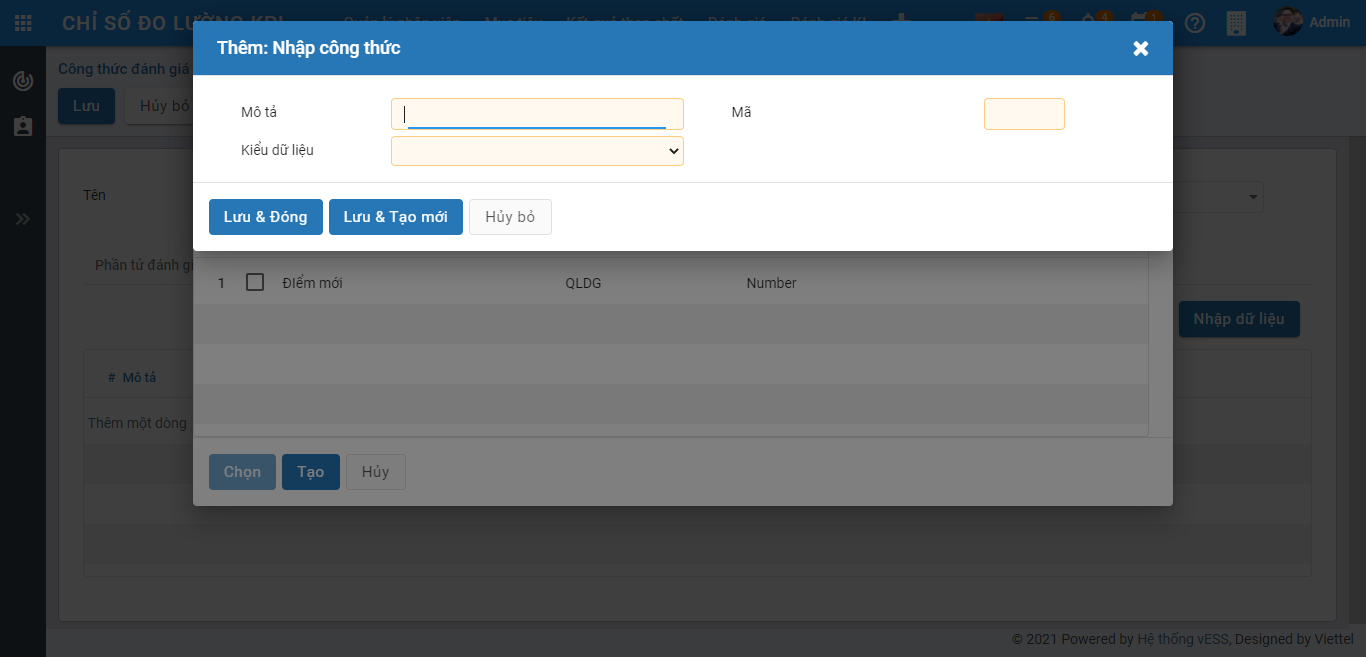 CHỈ SỐ ĐO LƯỜNG KPI
6
4
1
Admin
Thêm: Nhập công thức
Công thức đánh giá
Lưu
Hủy bỏ
Mô tả
Mã
Kiểu dữ liệu
Tên
Lưu & Đóng
Lưu & Tạo mới
Hủy bỏ
Phần tử đánh gi
1
ĐIểm mới
QLDG
Number
Nhập dữ liệu
#
Mô tả
Thêm một dòng
Chọn
Tạo
Hủy
© 2021 Powered by Hệ thống vESS, Designed by Viettel